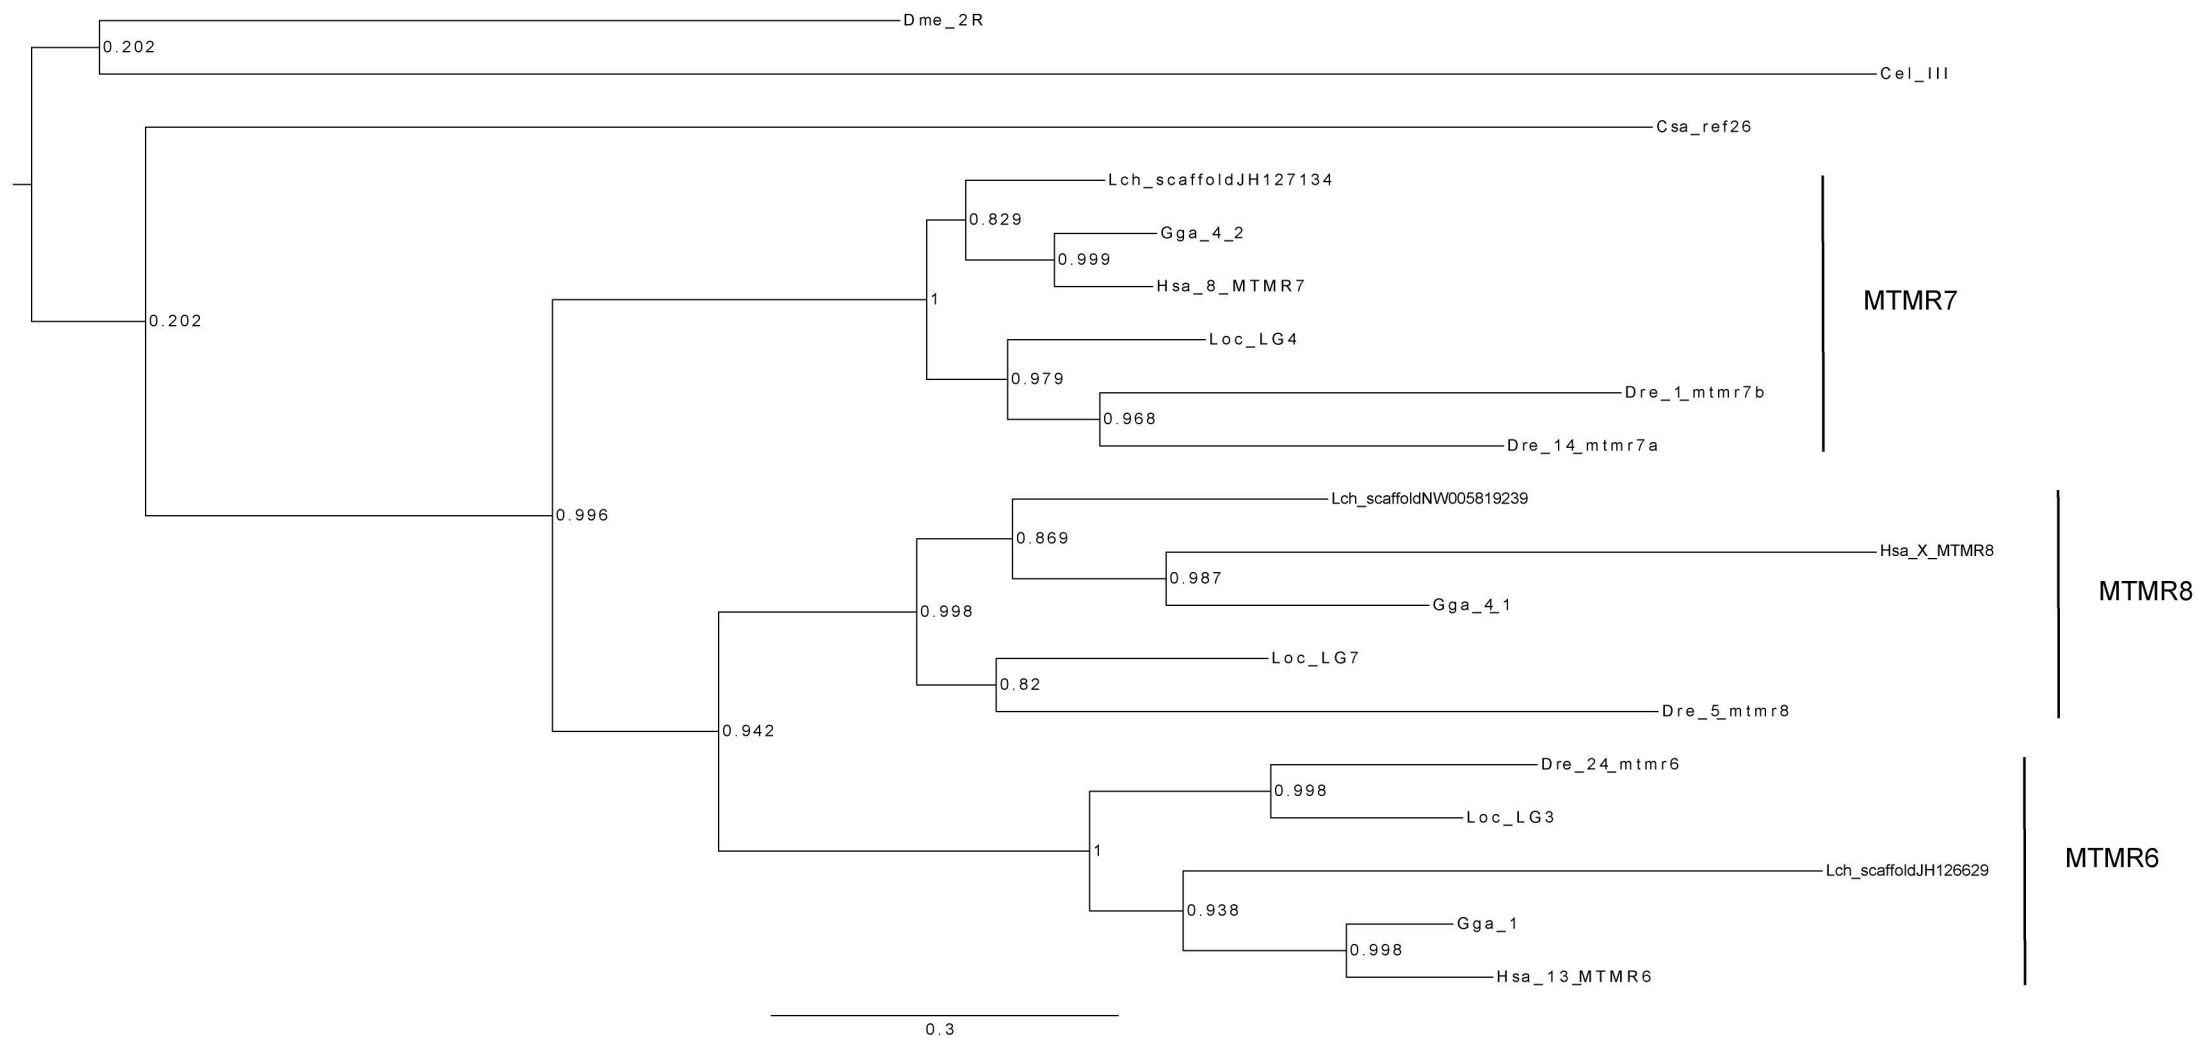 Dme_2R
0.202
Cel_III
Csa_ref26
Lch_scaffoldJH127134
0.829
Gga_4_2
0.999
Hsa_8_MTMR7
1
MTMR7
0.202
Loc_LG4
0.979
Dre_1_mtmr7b
0.968
Dre_14_mtmr7a
Lch_scaffoldNW005819239
0.996
0.869
Hsa_X_MTMR8
0.987
MTMR8
Gga_4_1
0.998
Loc_LG7
0.82
Dre_5_mtmr8
0.942
Dre_24_mtmr6
0.998
Loc_LG3
1
MTMR6
Lch_scaffoldJH126629
0.938
Gga_1
0.998
Hsa_13_MTMR6
0.3